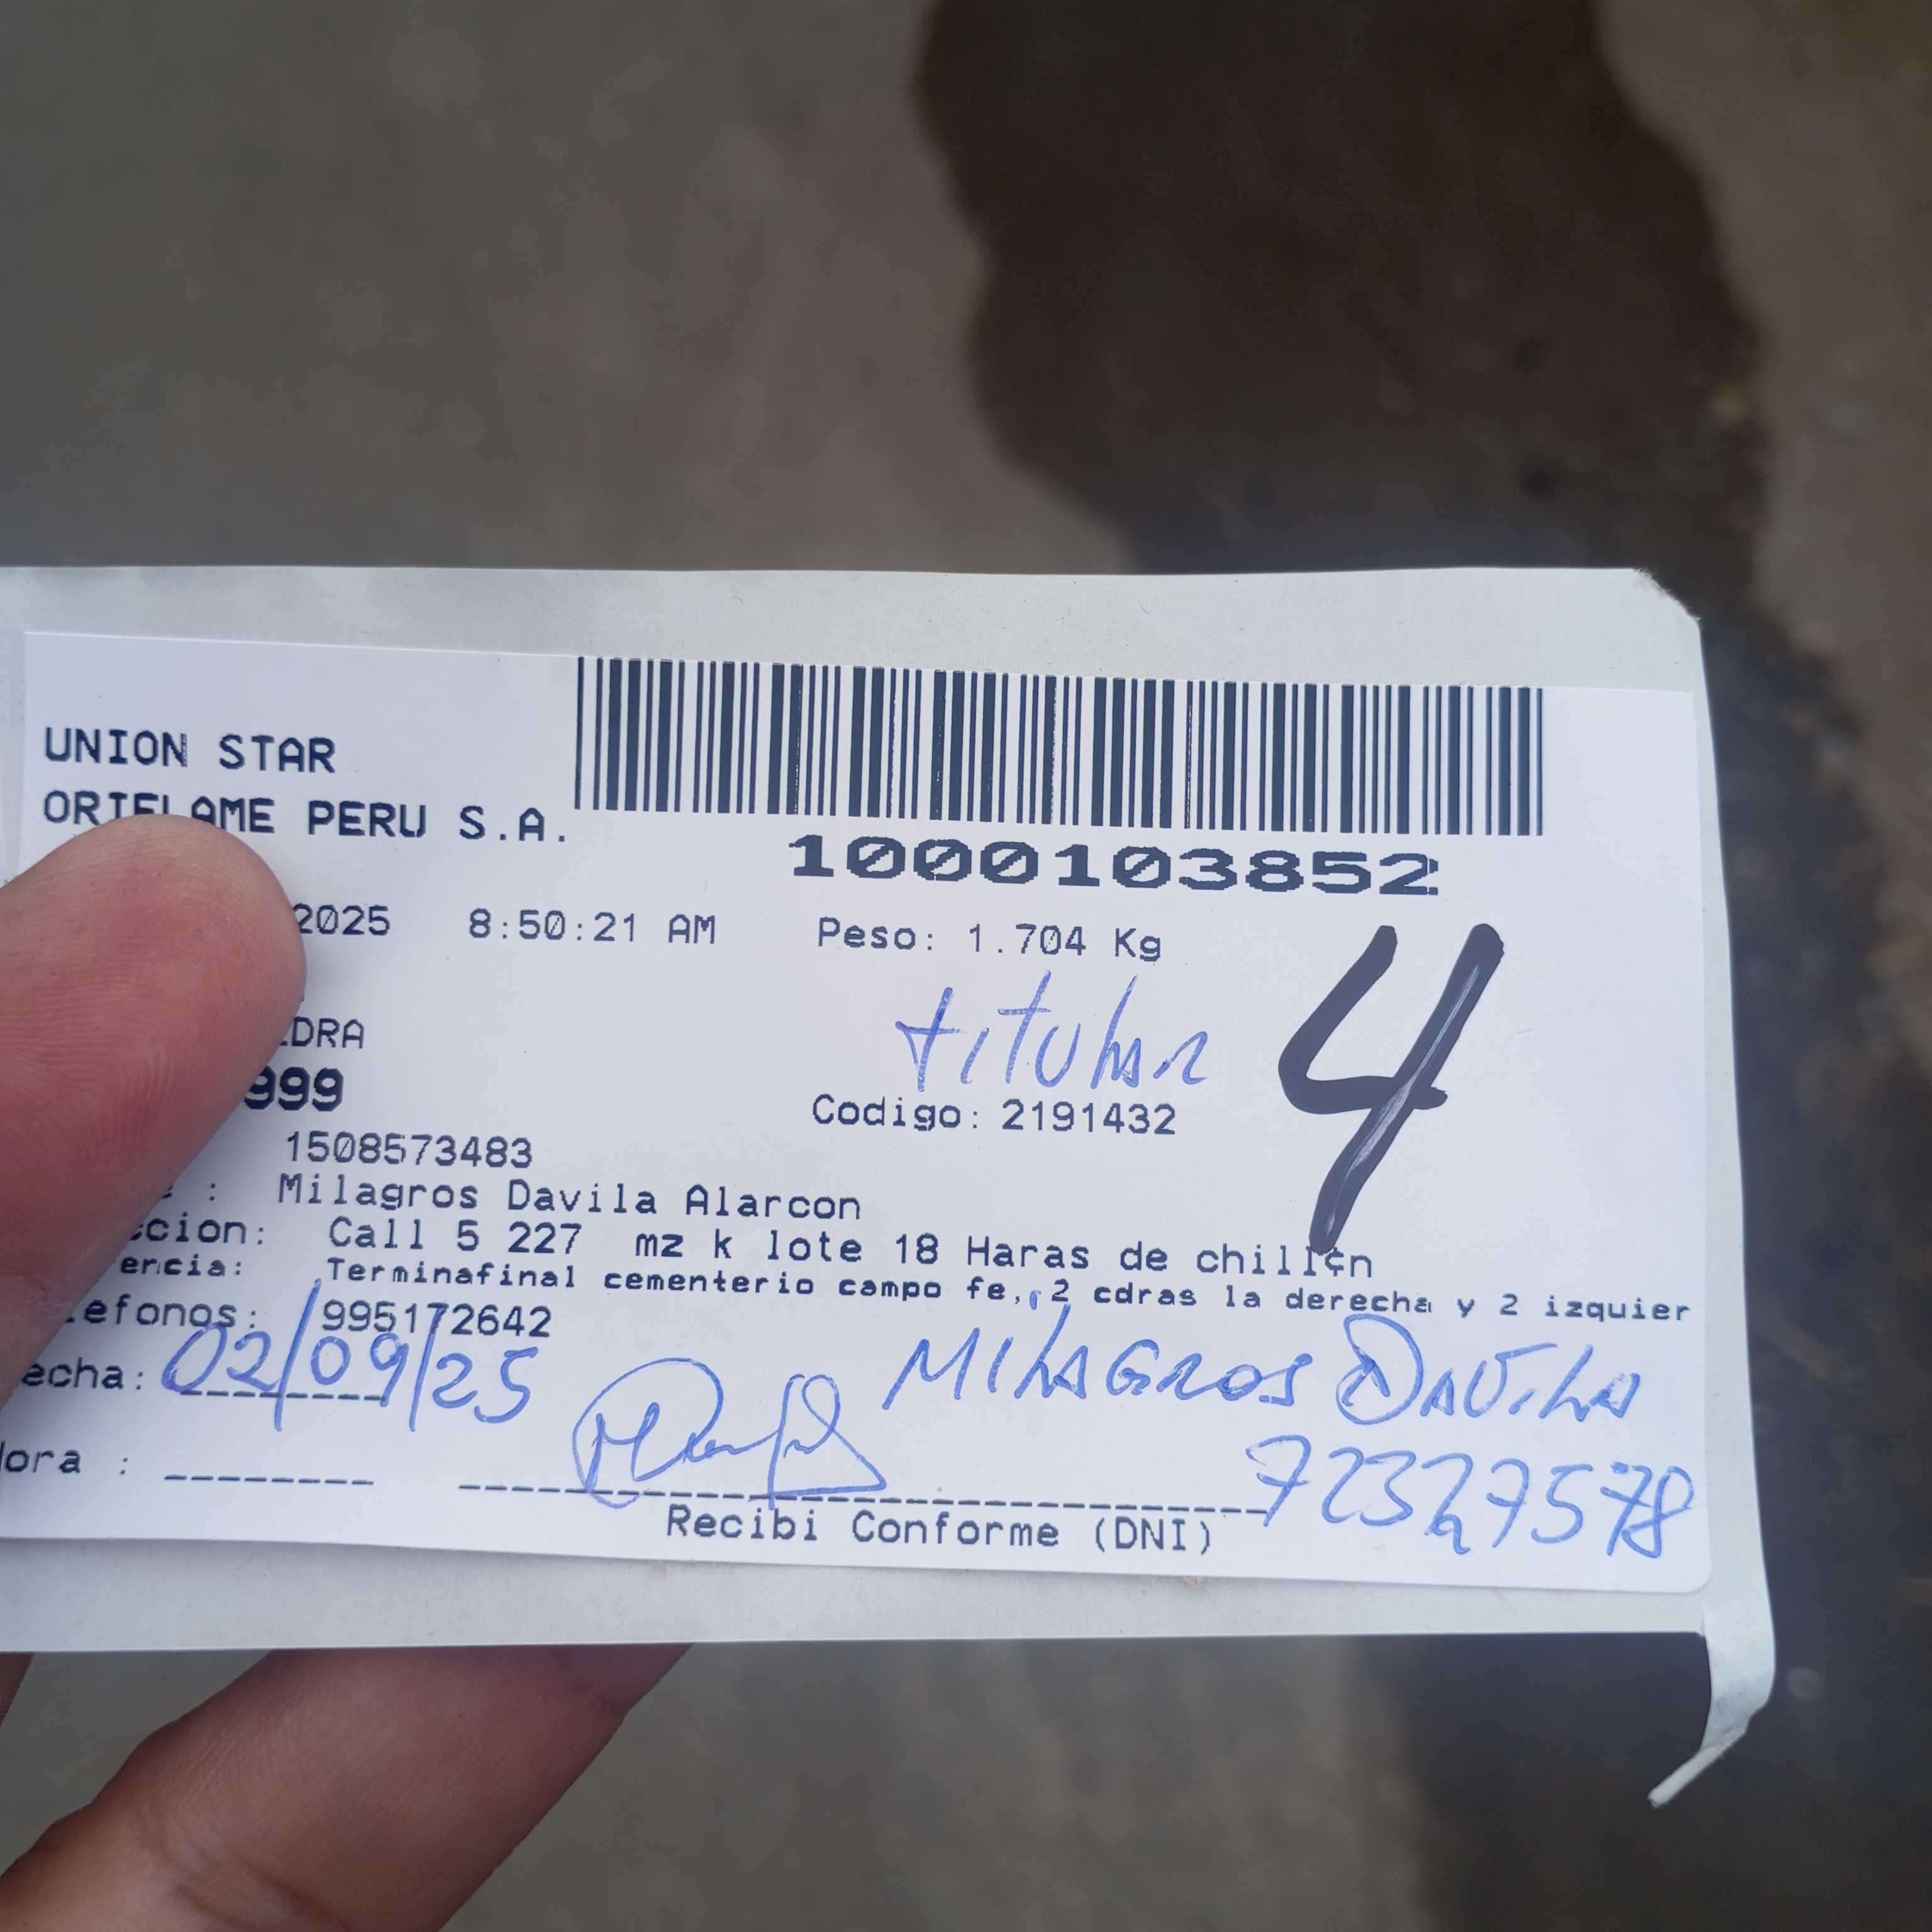 UNION STAR
ORIFLAME PERU S.A.
1000103852
2025 8:50:21 AM Peso: 1.704 Kg
titular
4
DRA
999
Codigo: 2191432
1508573483
: Milagros Davila Alarcon
ccion: Call 5 227 mz k lote 18 Haras de chillon
encia: Terminafinal cementerio campo fe, 2 cdras la derecha y 2 izquier
efonos: 995172642
echa: 02/09/25
MILAGROS DAVILA
72327578
ora :
Recibi Conforme (DNI)